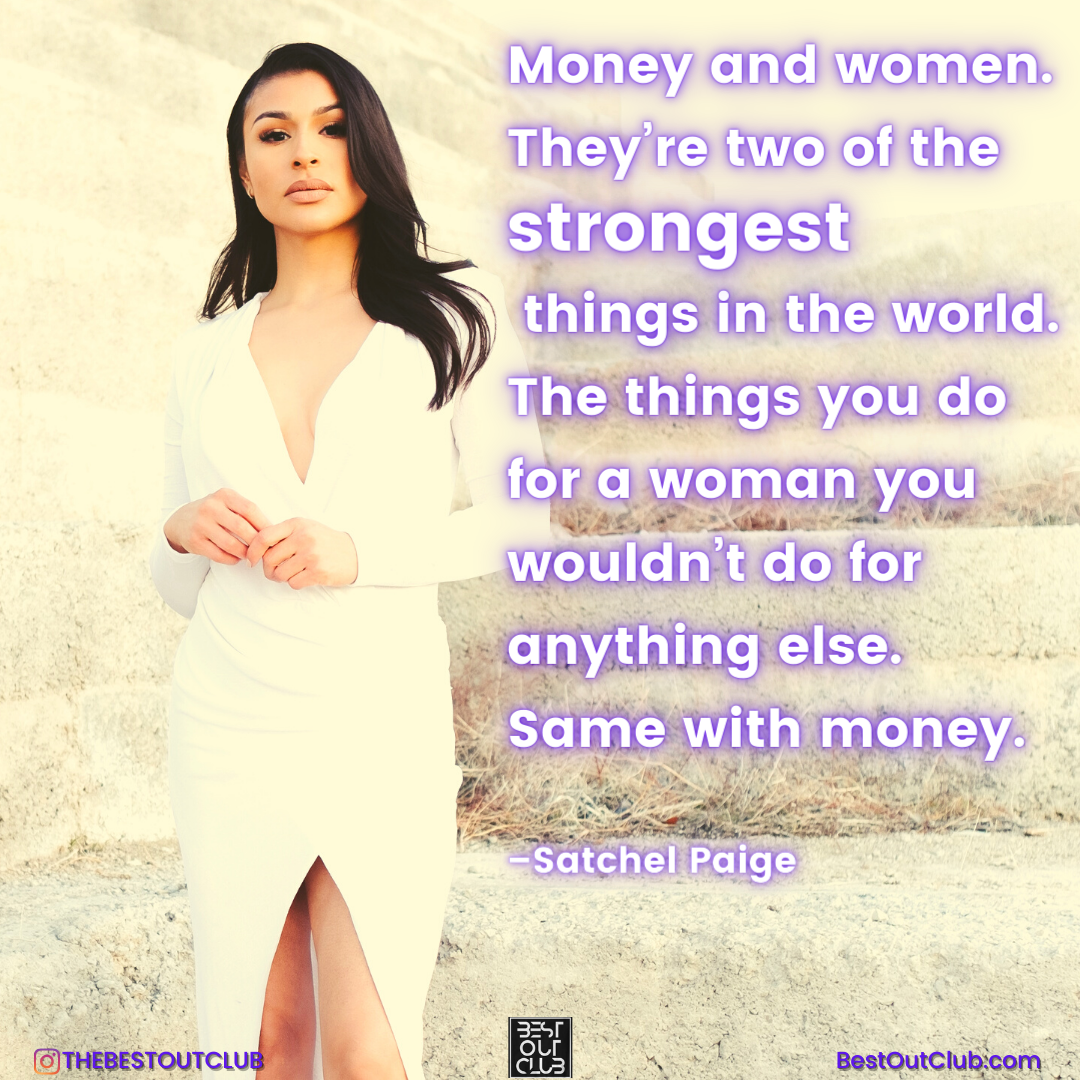 Money and women.
They’re two of the
strongest
things in the world.
The things you do
for a woman you
wouldn’t do for
anything else.
Same with money.
–Satchel Paige
BEST
OUT
CLUB
THEBESTOUTCLUB
BestOutClub.com